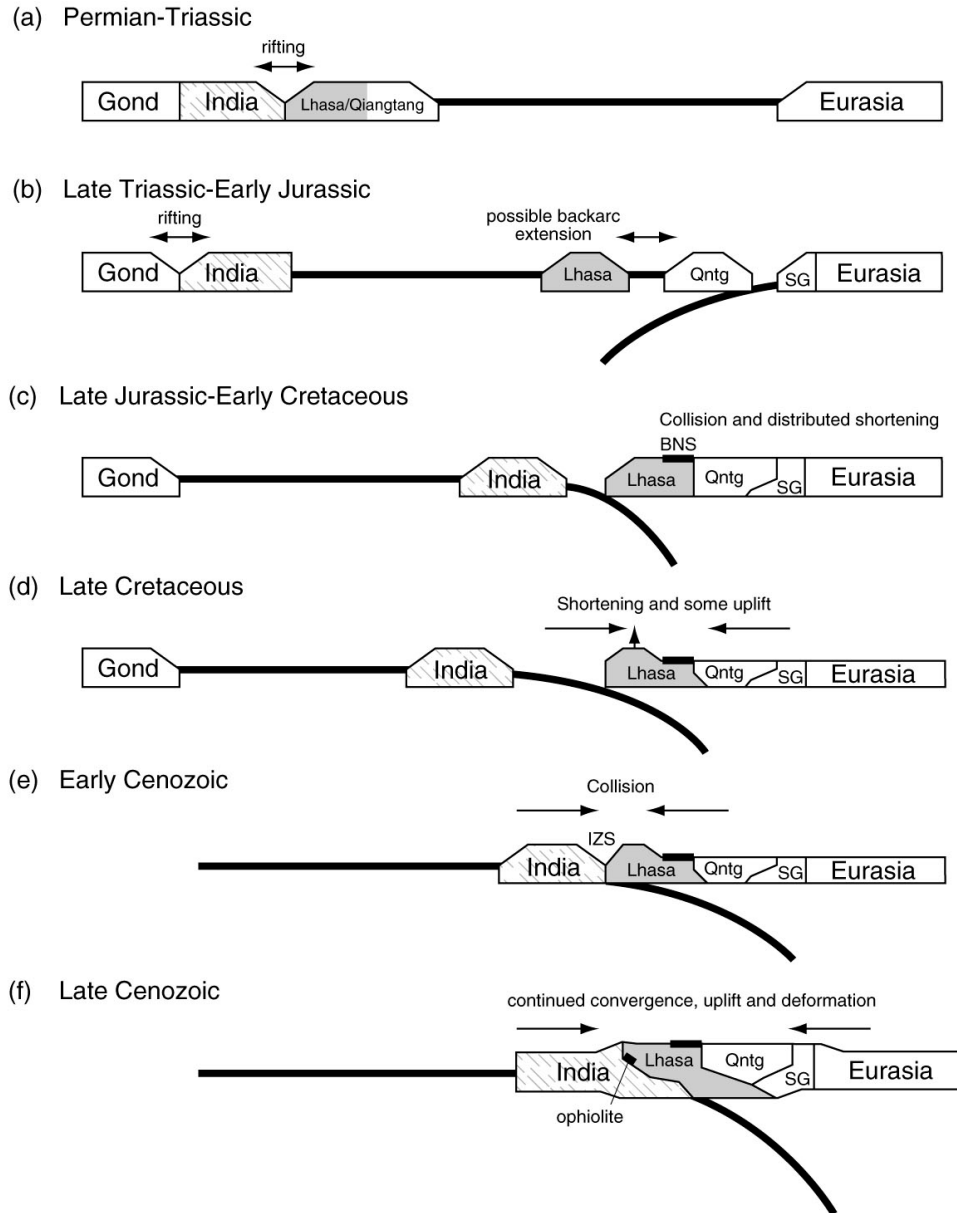 (a) Permian-Triassic
rifting
Gond India Lhasa/Qiangtang Eurasia
(b) Late Triassic-Early Jurassic
rifting
possible backarc
extension
Gond India Lhasa Qntg SG Eurasia
(c) Late Jurassic-Early Cretaceous
Collision and distributed shortening
BNS
Gond India Lhasa Qntg SG Eurasia
(d) Late Cretaceous
Shortening and some uplift
Gond India Lhasa Qntg SG Eurasia
(e) Early Cenozoic
Collision
IZS
India Lhasa Qntg SG Eurasia
(f) Late Cenozoic
continued convergence, uplift and deformation
India Lhasa Qntg SG Eurasia
ophiolite